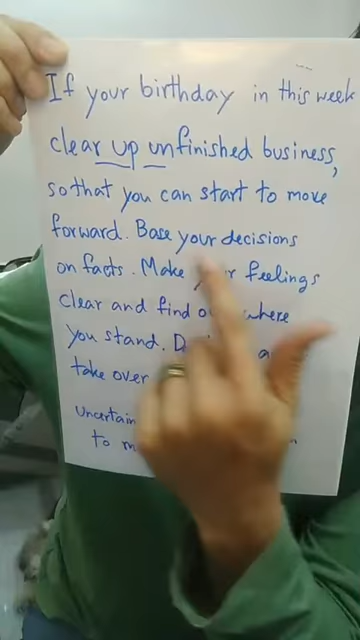 If your birthday in this week
clear up unfinished business,
so that you can start to move
forward. Base your decisions
on facts. Make your feelings
clear and find where
you stand.
take over
to